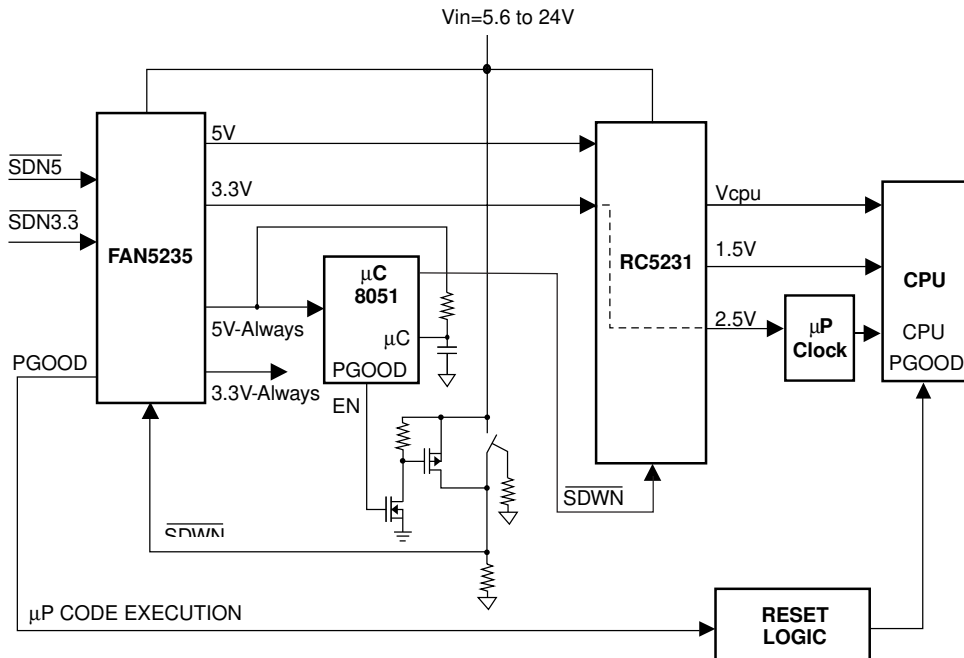 Vin=5.6 to 24V
SDN5
5V
SDN3.3
3.3V
FAN5235
RC5231
Vcpu
1.5V
2.5V
CPU
CPU
PGOOD
μP
Clock
μC
8051
μC
PGOOD
5V-Always
3.3V-Always
PGOOD
EN
SDWN
SDWN
μP CODE EXECUTION
RESET
LOGIC